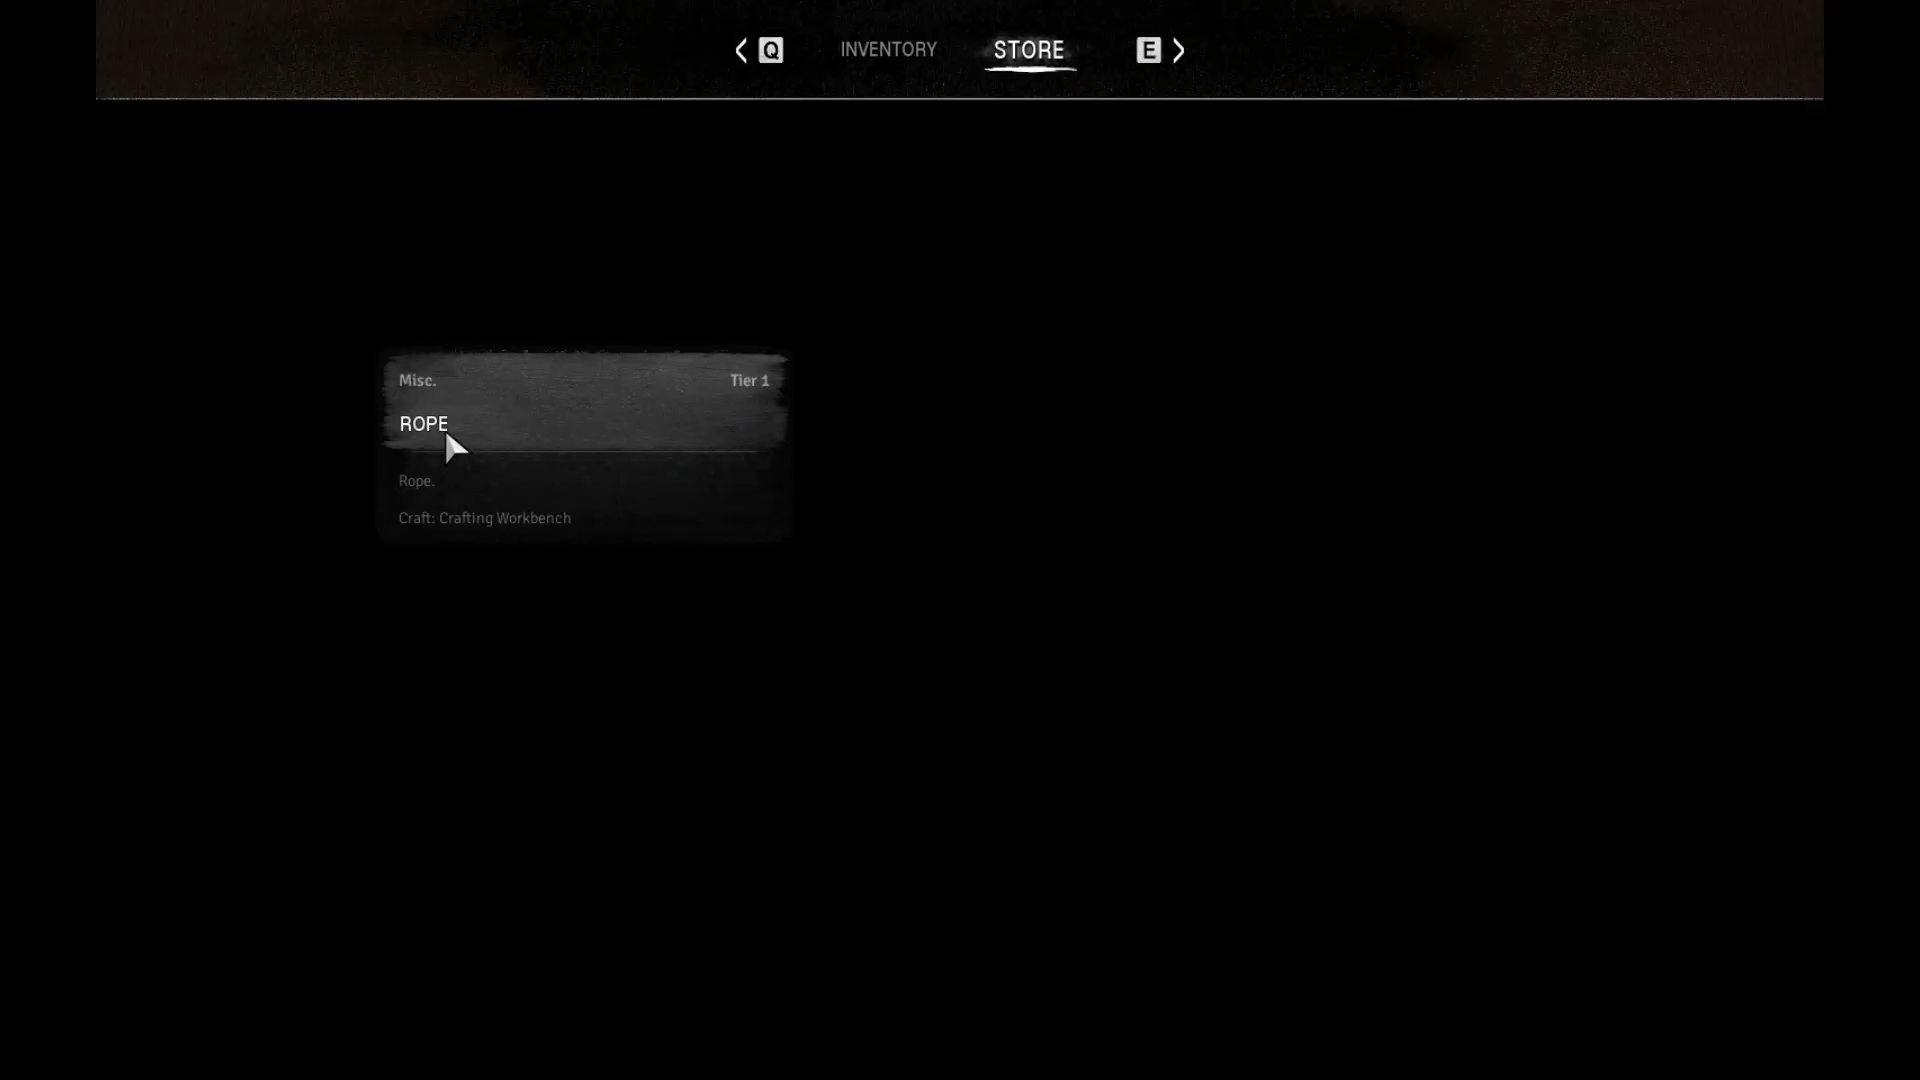 Q INVENTORY STORE E
Misc. Tier 1
ROPE
Rope.
Craft: Crafting Workbench